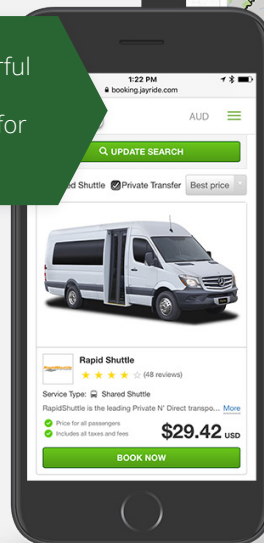 rful
for
1:22 PM
booking.jayride.com
AUD
UPDATE SEARCH
d Shuttle Private Transfer Best price
Rapid Shuttle
(48 reviews)
Service Type: Shared Shuttle
RapidShuttle is the leading Private N' Direct transpo... More
Price for all passengers
Includes all taxes and fees
$29.42 USD
BOOK NOW